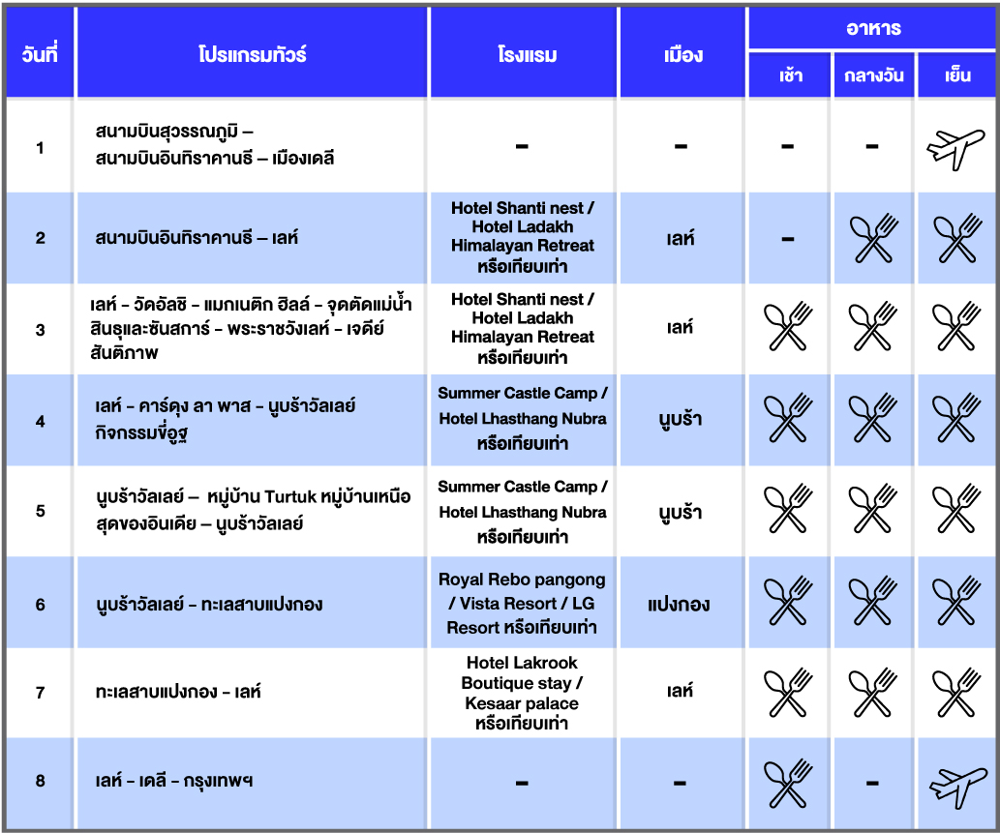 วันที่
โปรแกรมทัวร์
โรงแรม
เมือง
อาหาร
เช้า
กลางวัน
เย็น
1
สนามบินสุวรรณภูมิ –
สนามบินอินทิราคานธี – เมืองเดลี
–
–
–
–
2
สนามบินอินทิราคานธี – เลห์
Hotel Shanti nest /
Hotel Ladakh
Himalayan Retreat
หรือเทียบเท่า
เลห์
–
3
เลห์ - วัดอัลชิ - แมกเนติก ฮิลล์ - จุดตัดแม่น้ำ
สินธุและซันสการ์ - พระราชวังเลห์ - เจดีย์
สันติภาพ
Hotel Shanti nest /
Hotel Ladakh
Himalayan Retreat
หรือเทียบเท่า
เลห์
4
เลห์ - คาร์ดุง ลา พาส - นูบร้าวัลเลย์
กิจกรรมขี่อูฐ
Summer Castle Camp /
Hotel Lhasthang Nubra
หรือเทียบเท่า
นูบร้า
5
นูบร้าวัลเลย์ – หมู่บ้าน Turtuk หมู่บ้านเหนือ
สุดของอินเดีย – นูบร้าวัลเลย์
Summer Castle Camp /
Hotel Lhasthang Nubra
หรือเทียบเท่า
นูบร้า
6
นูบร้าวัลเลย์ - ทะเลสาบแปงกอง
Royal Rebo pangong
/ Vista Resort / LG
Resort หรือเทียบเท่า
แปงกอง
7
ทะเลสาบแปงกอง - เลห์
Hotel Lakrook
Boutique stay /
Kesaar palace
หรือเทียบเท่า
เลห์
8
เลห์ - เดลี - กรุงเทพฯ
–
–
–